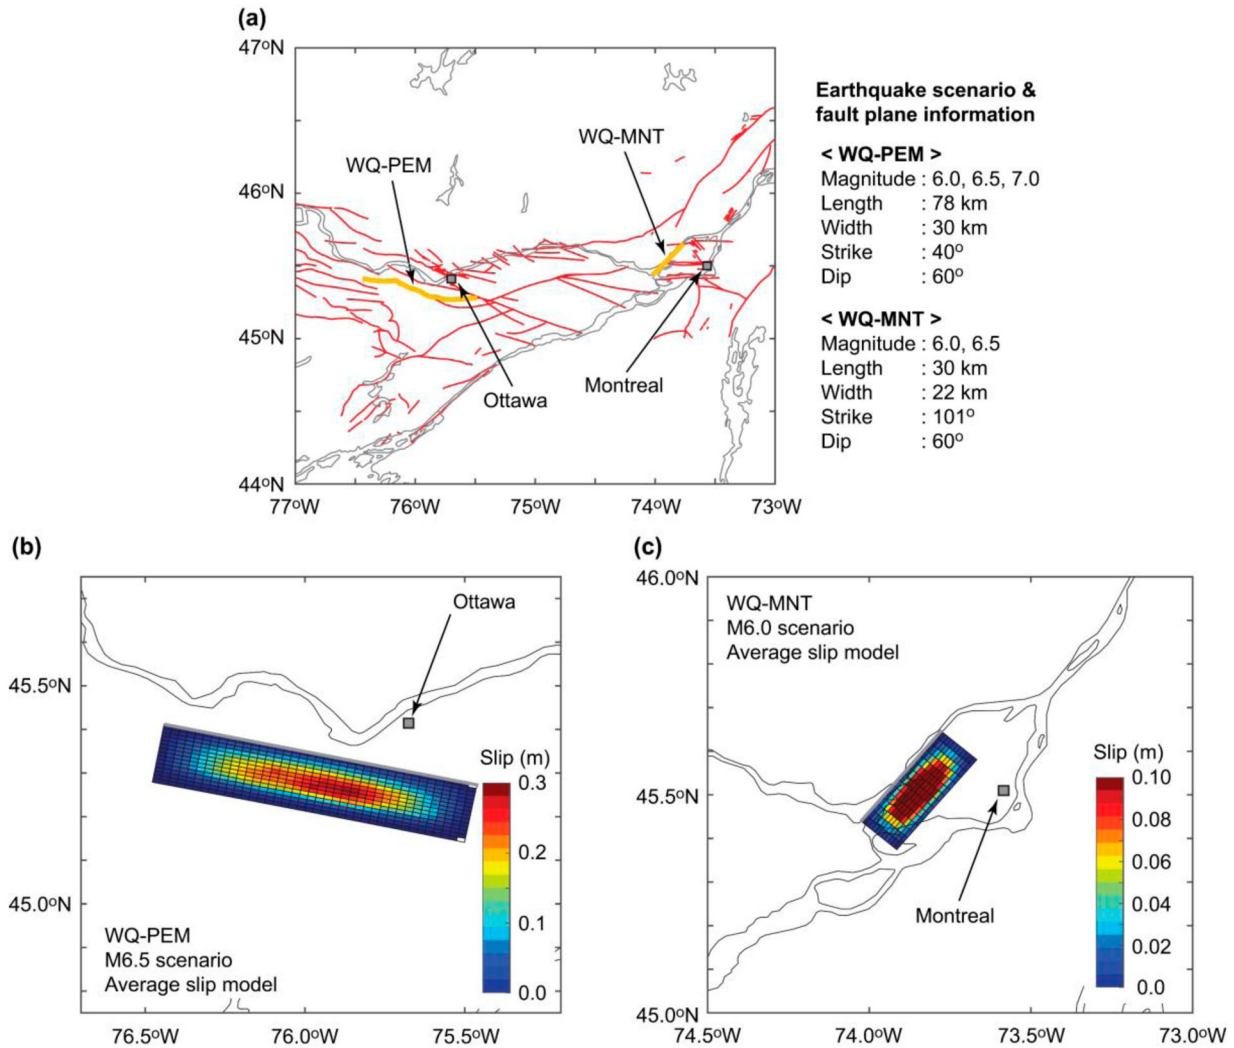 (a)
47°N
46°N
45°N
44°N
77°W
76°W
75°W
74°W
73°W
WQ-PEM
WQ-MNT
Ottawa
Montreal
Earthquake scenario &
fault plane information
< WQ-PEM >
Magnitude : 6.0, 6.5, 7.0
Length : 78 km
Width : 30 km
Strike : 40°
Dip : 60°
< WQ-MNT >
Magnitude : 6.0, 6.5
Length : 30 km
Width : 22 km
Strike : 101°
Dip : 60°
(b)
Ottawa
45.5°N
45.0°N
76.5°W
76.0°W
75.5°W
Slip (m)
0.3
0.2
0.1
0.0
WQ-PEM
M6.5 scenario
Average slip model
(c)
46.0°N
45.5°N
45.0°N
74.5°W
74.0°W
73.5°W
73.0°W
WQ-MNT
M6.0 scenario
Average slip model
Montreal
Slip (m)
0.10
0.08
0.06
0.04
0.02
0.0